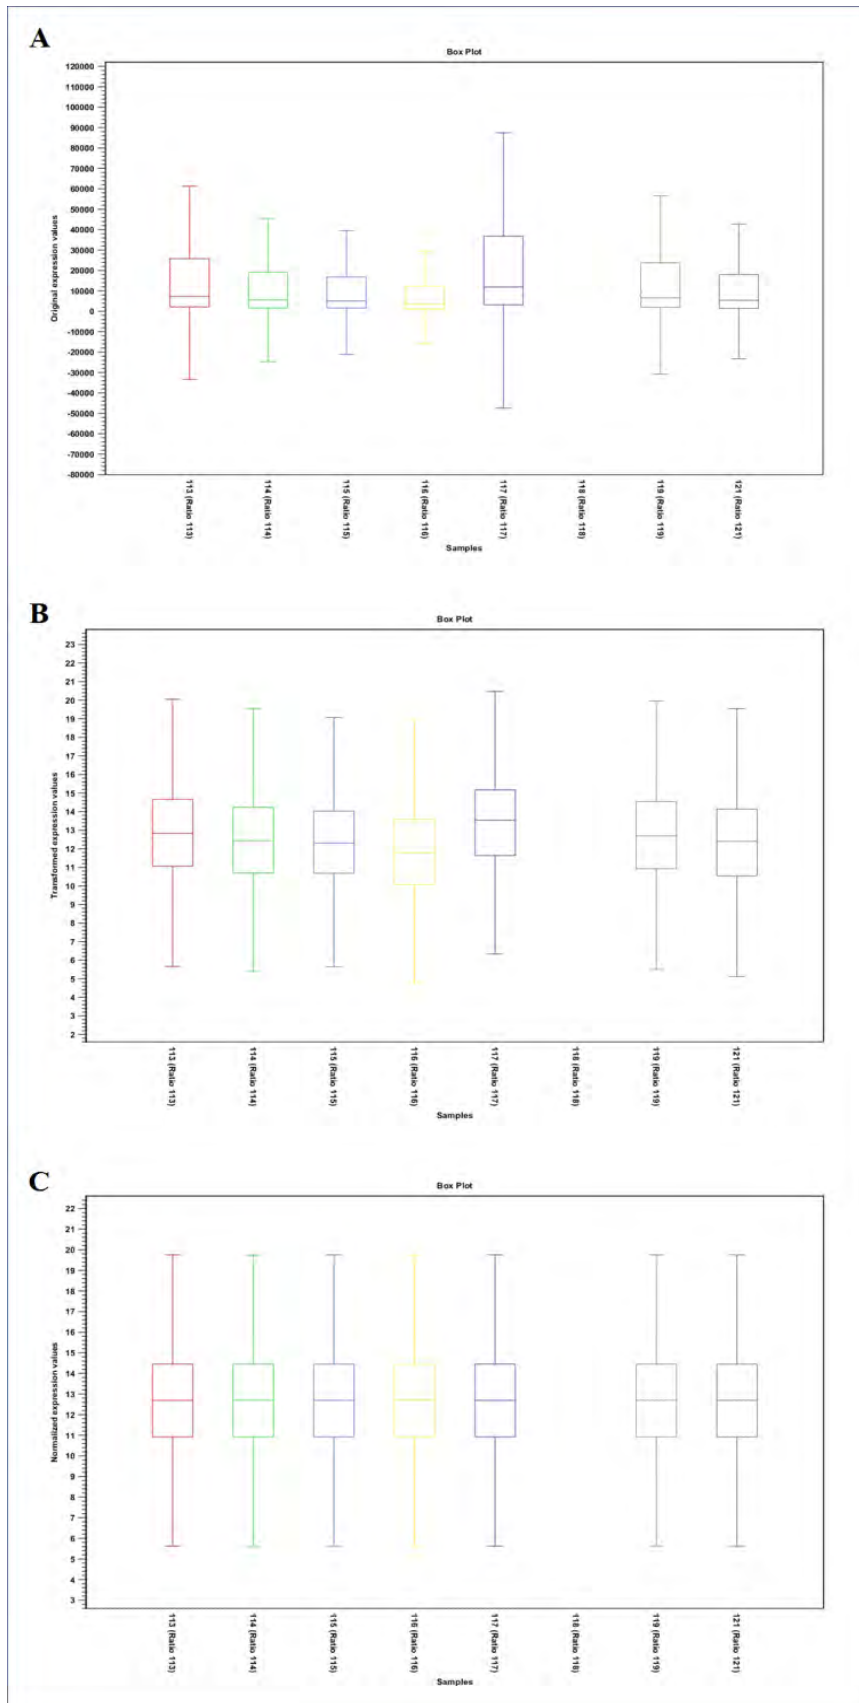 A
Box Plot
Original expression values
120000
110000
100000
90000
80000
70000
60000
50000
40000
30000
20000
10000
0
-10000
-20000
-30000
-40000
-50000
-60000
-70000
-80000
113 (Ratio 113)
114 (Ratio 114)
115 (Ratio 115)
116 (Ratio 116)
117 (Ratio 117)
118 (Ratio 118)
119 (Ratio 119)
121 (Ratio 121)
Samples
B
Box Plot
Transformed expression values
23
22
21
20
19
18
17
16
15
14
13
12
11
10
9
8
7
6
5
4
3
2
113 (Ratio 113)
114 (Ratio 114)
115 (Ratio 115)
116 (Ratio 116)
117 (Ratio 117)
118 (Ratio 118)
119 (Ratio 119)
121 (Ratio 121)
Samples
C
Box Plot
Normalized expression values
22
21
20
19
18
17
16
15
14
13
12
11
10
9
8
7
6
5
4
3
113 (Ratio 113)
114 (Ratio 114)
115 (Ratio 115)
116 (Ratio 116)
117 (Ratio 117)
118 (Ratio 118)
119 (Ratio 119)
121 (Ratio 121)
Samples